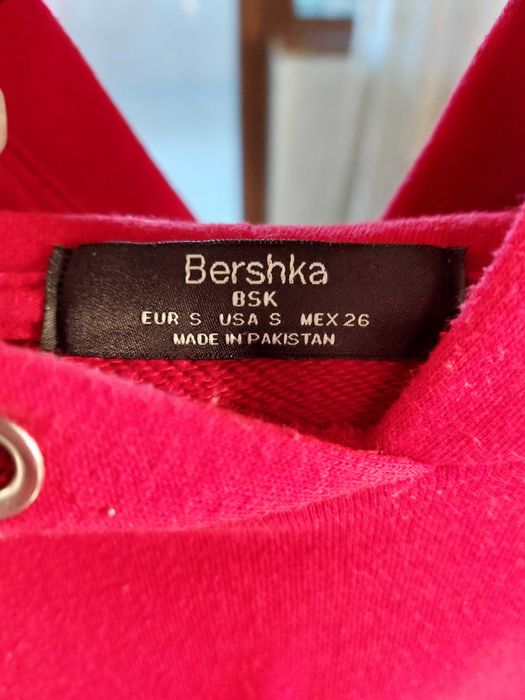 Bershka
BSK
EUR S USA S MEX 26
MADE IN PAKISTAN